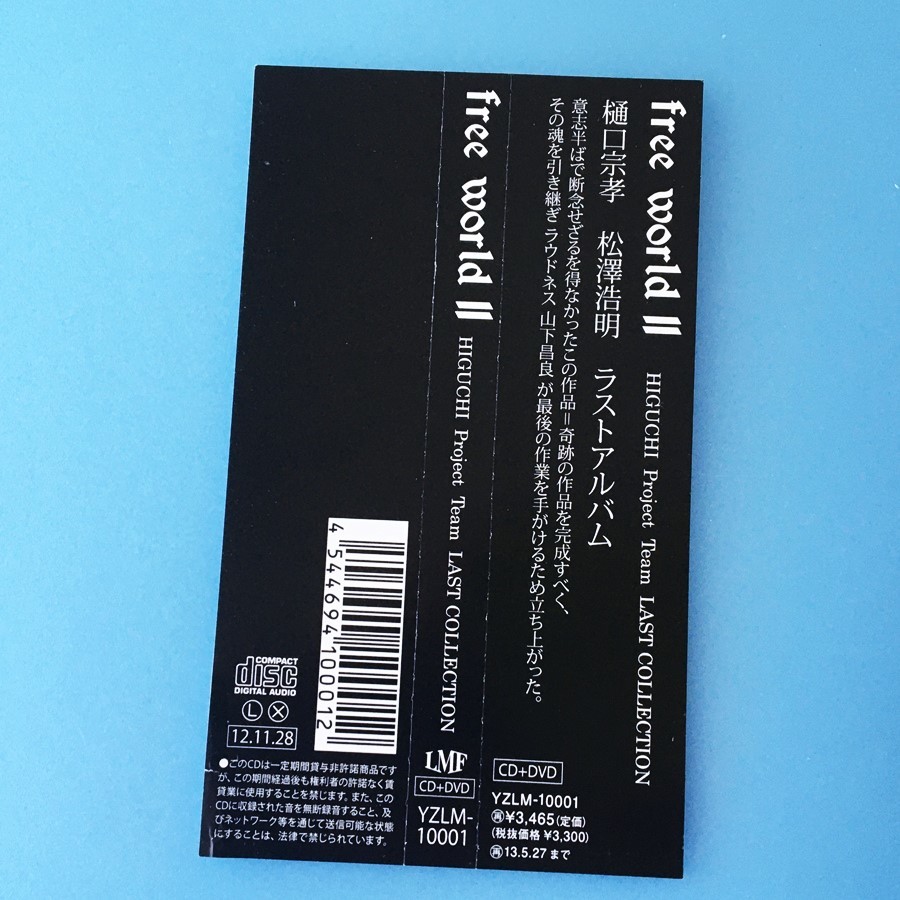 free world II
HIGUCHI Project Team LAST COLLECTION
樋口宗孝 松澤浩明 ラストアルバム
意志半ばで断念せざるを得なかったこの作品=奇跡の作品を完成すべく、
その魂を引き継ぎ ラウドネス 山下昌良 が最後の作業を手がけるため立ち上がった。
CD+DVD
YZLM-10001
㊢¥3,465(定価)
(税抜価格 ¥3,300)
㊢13.5.27 まで
free world II
HIGUCHI Project Team LAST COLLECTION
LMF
CD+DVD
YZLM-
10001
4 544694 100012
COMPACT
disc
DIGITAL AUDIO
Ⓛ Ⓧ
12.11.28
●このCDは一定期間貸与非許諾商品です
が、この期間経過後も権利者の許諾なく賃
貸業に使用することを禁じます。また、この
CDに収録された音を無断録音すること、及
びネットワーク等を通じて送信可能な状態
にすることは、法律で禁じられています。